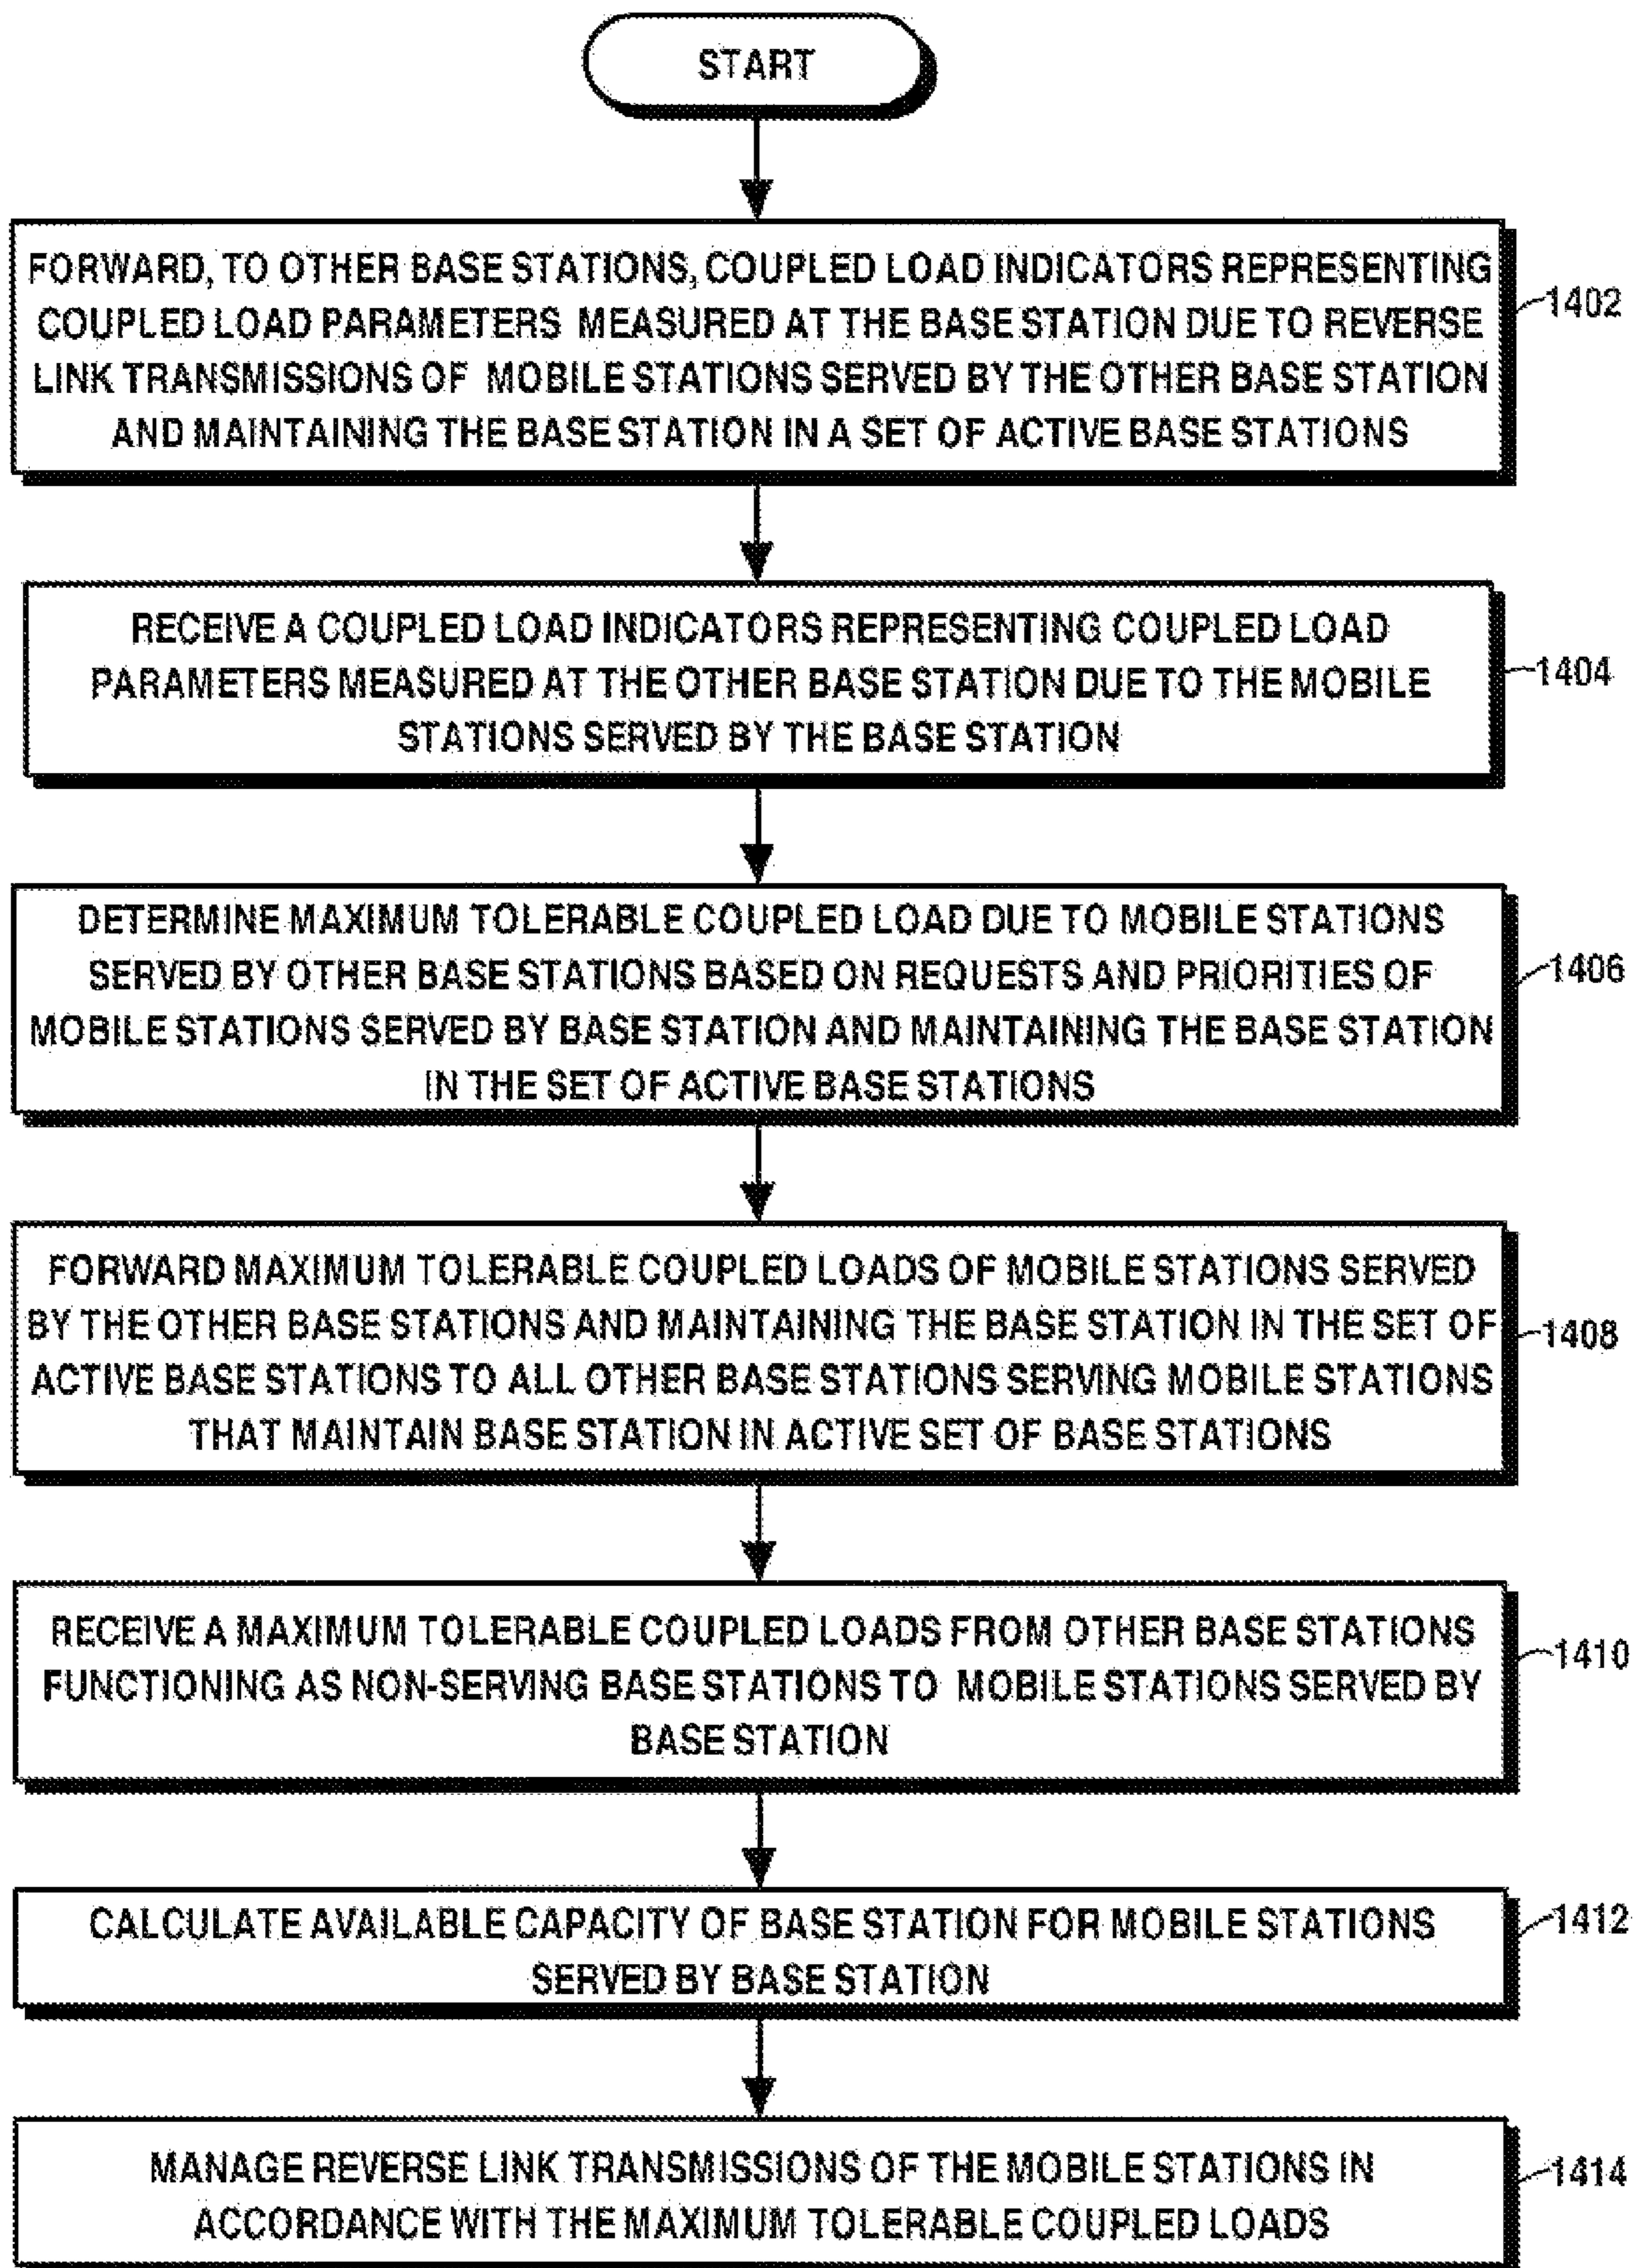 START
FORWARD, TO OTHER BASE STATIONS, COUPLED LOAD INDICATORS REPRESENTING
COUPLED LOAD PARAMETERS MEASURED AT THE BASE STATION DUE TO REVERSE
LINK TRANSMISSIONS OF MOBILE STATIONS SERVED BY THE OTHER BASE STATION
AND MAINTAINING THE BASE STATION IN A SET OF ACTIVE BASE STATIONS
1402
RECEIVE A COUPLED LOAD INDICATORS REPRESENTING COUPLED LOAD
PARAMETERS MEASURED AT THE OTHER BASE STATION DUE TO THE MOBILE
STATIONS SERVED BY THE BASE STATION
1404
DETERMINE MAXIMUM TOLERABLE COUPLED LOAD DUE TO MOBILE STATIONS
SERVED BY OTHER BASE STATIONS BASED ON REQUESTS AND PRIORITIES OF
MOBILE STATIONS SERVED BY BASE STATION AND MAINTAINING THE BASE STATION
IN THE SET OF ACTIVE BASE STATIONS
1406
FORWARD MAXIMUM TOLERABLE COUPLED LOADS OF MOBILE STATIONS SERVED
BY THE OTHER BASE STATIONS AND MAINTAINING THE BASE STATION IN THE SET OF
ACTIVE BASE STATIONS TO ALL OTHER BASE STATIONS SERVING MOBILE STATIONS
THAT MAINTAIN BASE STATION IN ACTIVE SET OF BASE STATIONS
1408
RECEIVE A MAXIMUM TOLERABLE COUPLED LOADS FROM OTHER BASE STATIONS
FUNCTIONING AS NON-SERVING BASE STATIONS TO MOBILE STATIONS SERVED BY
BASE STATION
1410
CALCULATE AVAILABLE CAPACITY OF BASE STATION FOR MOBILE STATIONS
SERVED BY BASE STATION
1412
MANAGE REVERSE LINK TRANSMISSIONS OF THE MOBILE STATIONS IN
ACCORDANCE WITH THE MAXIMUM TOLERABLE COUPLED LOADS
1414